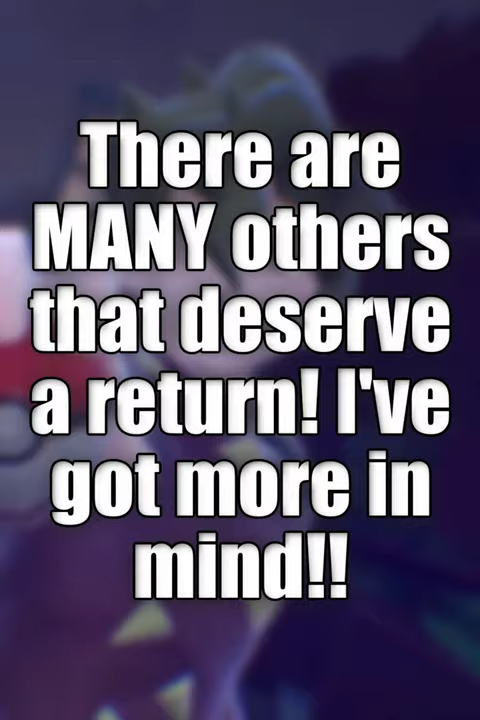 There are
MANY others
that deserve
a return! I've
got more in
mind!!